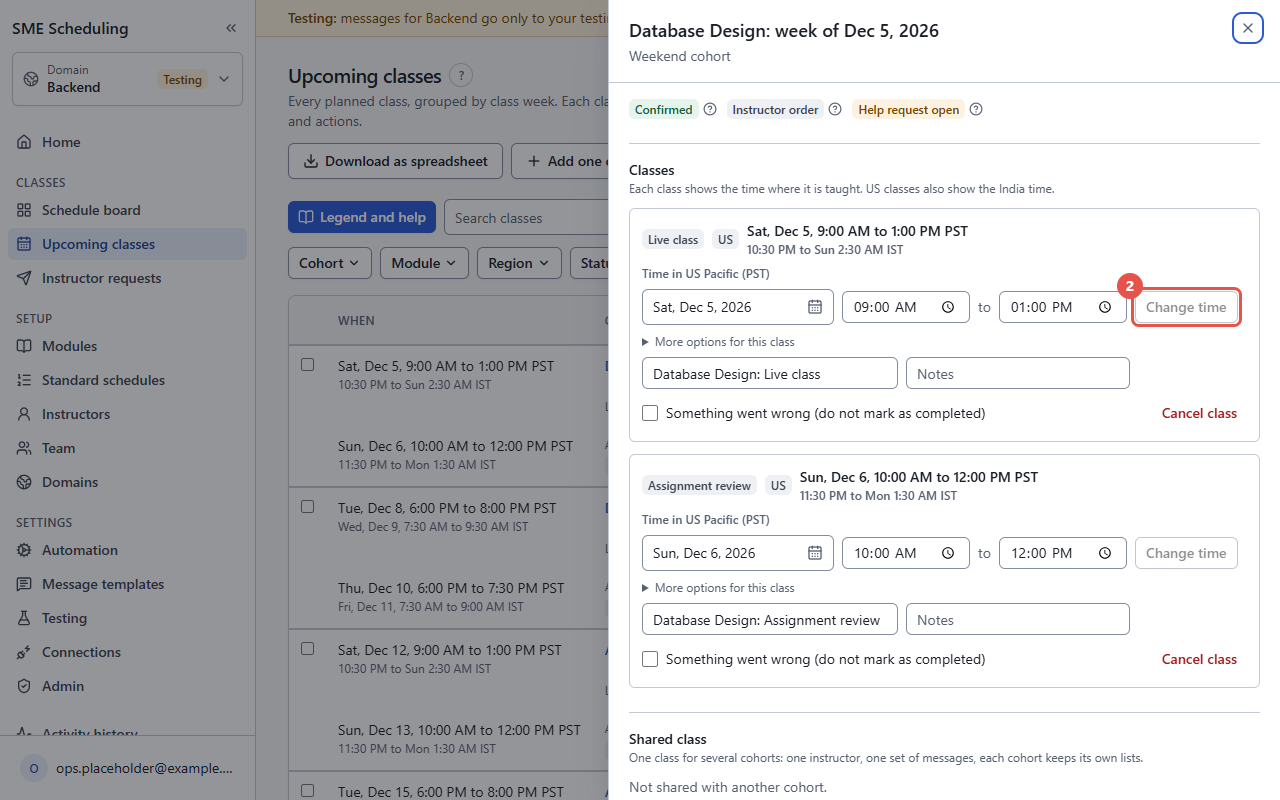 SME Scheduling
Domain
Backend
Testing
Home
CLASSES
Schedule board
Upcoming classes
Instructor requests
SETUP
Modules
Standard schedules
Instructors
Team
Domains
SETTINGS
Automation
Message templates
Testing
Connections
Admin
Activity history
O
ops.placeholder@example....
Testing: messages for Backend go only to your testin
Upcoming classes ?
Every planned class, grouped by class week. Each cla
and actions.
Download as spreadsheet
Add one c
Legend and help
Search classes
Cohort
Module
Region
Statu
WHEN
Sat, Dec 5, 9:00 AM to 1:00 PM PST
10:30 PM to Sun 2:30 AM IST
Sun, Dec 6, 10:00 AM to 12:00 PM PST
11:30 PM to Mon 1:30 AM IST
Tue, Dec 8, 6:00 PM to 8:00 PM PST
Wed, Dec 9, 7:30 AM to 9:30 AM IST
Thu, Dec 10, 6:00 PM to 7:30 PM PST
Fri, Dec 11, 7:30 AM to 9:00 AM IST
Sat, Dec 12, 9:00 AM to 1:00 PM PST
10:30 PM to Sun 2:30 AM IST
Sun, Dec 13, 10:00 AM to 12:00 PM PST
11:30 PM to Mon 1:30 AM IST
Tue, Dec 15, 6:00 PM to 8:00 PM PST
Database Design: week of Dec 5, 2026
Weekend cohort
Confirmed ? Instructor order ? Help request open ?
Classes
Each class shows the time where it is taught. US classes also show the India time.
Live class US Sat, Dec 5, 9:00 AM to 1:00 PM PST
10:30 PM to Sun 2:30 AM IST
Time in US Pacific (PST)
2
Sat, Dec 5, 2026 09:00 AM to 01:00 PM Change time
More options for this class
Database Design: Live class Notes
Something went wrong (do not mark as completed) Cancel class
Assignment review US Sun, Dec 6, 10:00 AM to 12:00 PM PST
11:30 PM to Mon 1:30 AM IST
Time in US Pacific (PST)
Sun, Dec 6, 2026 10:00 AM to 12:00 PM Change time
More options for this class
Database Design: Assignment review Notes
Something went wrong (do not mark as completed) Cancel class
Shared class
One class for several cohorts: one instructor, one set of messages, each cohort keeps its own lists.
Not shared with another cohort.